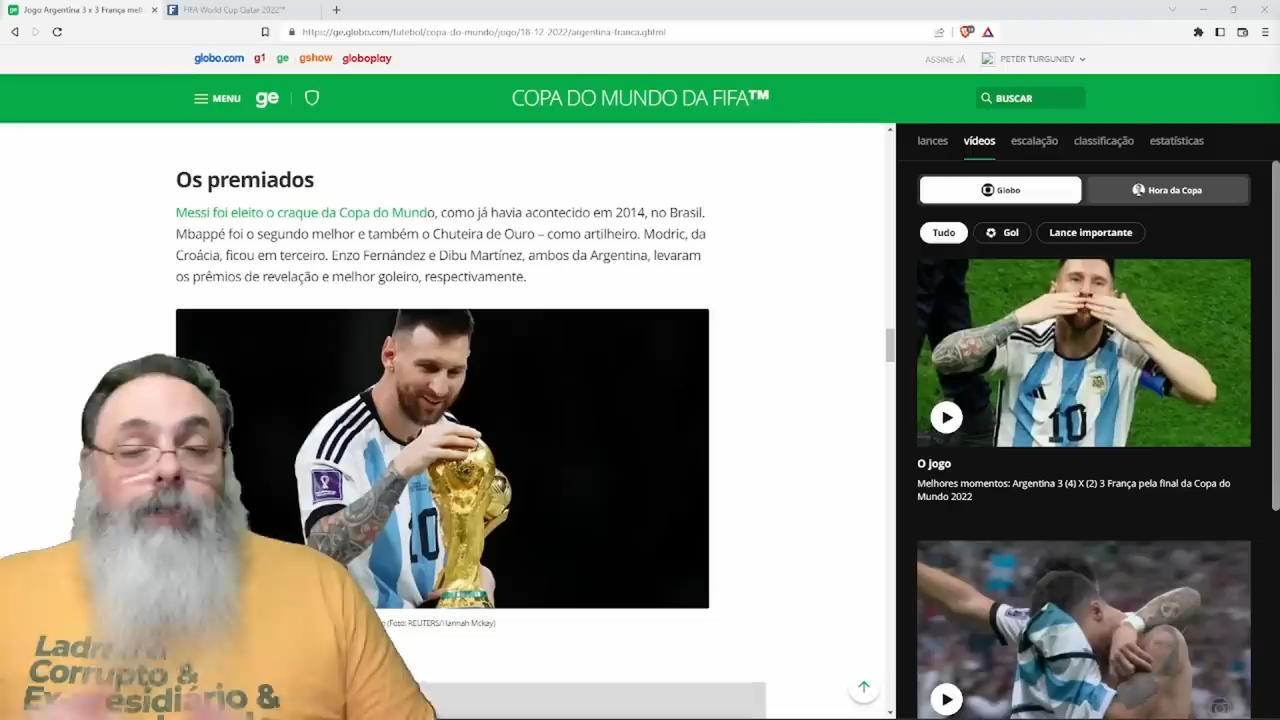 Jogo Argentina 3 x 3 França melh
FIFA World Cup Qatar 2022™
https://ge.globo.com/futebol/copa-do-mundo/jogo/18-12-2022/argentina-franca.ghtml
globo.com g1 ge gshow globoplay
ASSINE JÁ PETER TURGUNIEV
MENU ge COPA DO MUNDO DA FIFA™ BUSCAR
lances vídeos escalação classificação estatísticas
Globo Hora da Copa
Tudo Gol Lance importante
Os premiados
Messi foi eleito o craque da Copa do Mundo, como já havia acontecido em 2014, no Brasil.
Mbappé foi o segundo melhor e também o Chuteira de Ouro – como artilheiro. Modric, da
Croácia, ficou em terceiro. Enzo Fernández e Dibu Martínez, ambos da Argentina, levaram
os prêmios de revelação e melhor goleiro, respectivamente.
10
(Foto: REUTERS/Hannah Mckay)
10
O jogo
Melhores momentos: Argentina 3 (4) X (2) 3 França pela final da Copa do
Mundo 2022
Corrupto &